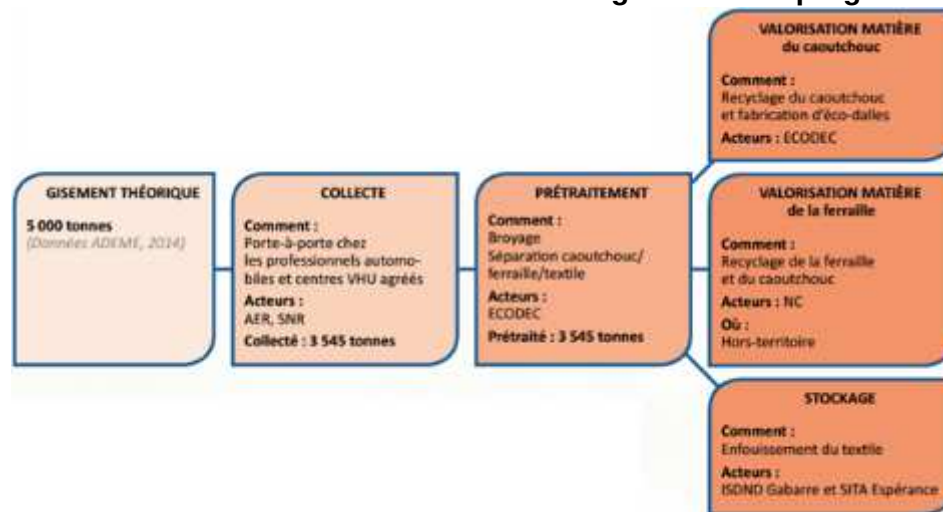 GISEMENT THÉORIQUE
5 000 tonnes
(Données ADEME, 2014)
COLLECTE
Comment :
Porte-à-porte chez
les professionnels automo-
biles et centres VHU agréés
Acteurs :
AER, SNR
Collecté : 3 545 tonnes
PRÉTRAITEMENT
Comment :
Broyage
Séparation caoutchouc/
ferraille/textile
Acteurs :
ECODEC
Prétraité : 3 545 tonnes
VALORISATION MATIÈRE
du caoutchouc
Comment :
Recyclage du caoutchouc
et fabrication d'éco-dalles
Acteurs : ECODEC
VALORISATION MATIÈRE
de la ferraille
Comment :
Recyclage de la ferraille
et du caoutchouc
Acteurs : NC
Où :
Hors-territoire
STOCKAGE
Comment :
Enfouissement du textile
Acteurs :
ISDND Gabarre et SITA Espérance